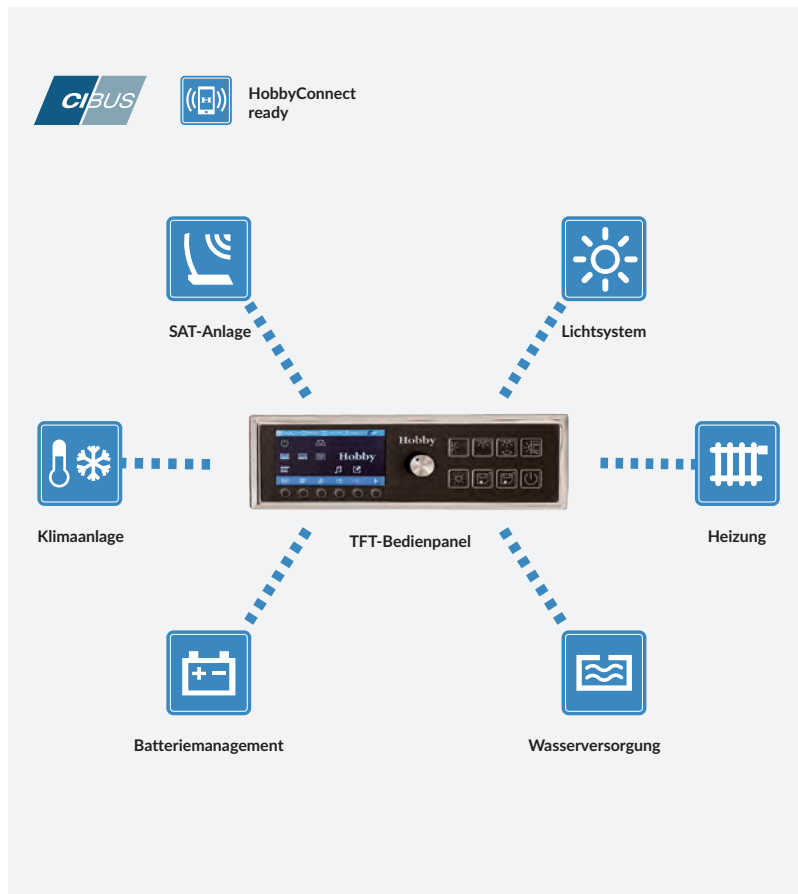 CIBUS
HobbyConnect
ready
SAT-Anlage
Lichtsystem
Hobby
Hobby
Klimaanlage
TFT-Bedienpanel
Heizung
Batteriemanagement
Wasserversorgung